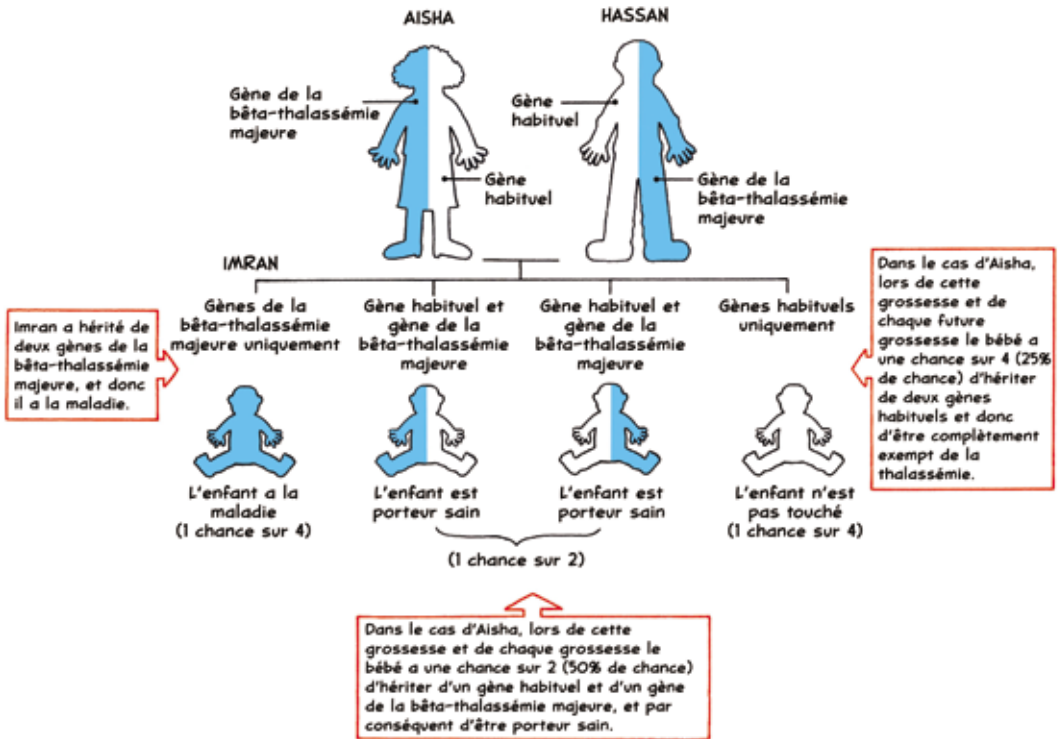 AISHA
HASSAN
Gène de la
bêta-thalassémie
majeure
Gène
habituel
Gène
habituel
Gène de la
bêta-thalassémie
majeure
IMRAN
Gènes de la
bêta-thalassémie
majeure uniquement
Gène habituel et
gène de la
bêta-thalassémie
majeure
Gène habituel et
gène de la
bêta-thalassémie
majeure
Gènes habituels
uniquement
Imran a hérité de
deux gènes de la
bêta-thalassémie
majeure, et donc
il a la maladie.
Dans le cas d'Aisha,
lors de cette
grossesse et de
chaque future
grossesse le bébé a
une chance sur 4 (25%
de chance) d'hériter
de deux gènes
habituels et donc
d'être complètement
exempt de la
thalassémie.
L'enfant a la
maladie
(1 chance sur 4)
L'enfant est
porteur sain
L'enfant est
porteur sain
L'enfant n'est
pas touché
(1 chance sur 4)
(1 chance sur 2)
Dans le cas d'Aisha, lors de cette
grossesse et de chaque grossesse le
bébé a une chance sur 2 (50% de chance)
d'hériter d'un gène habituel et d'un gène
de la bêta-thalassémie majeure, et par
conséquent d'être porteur sain.